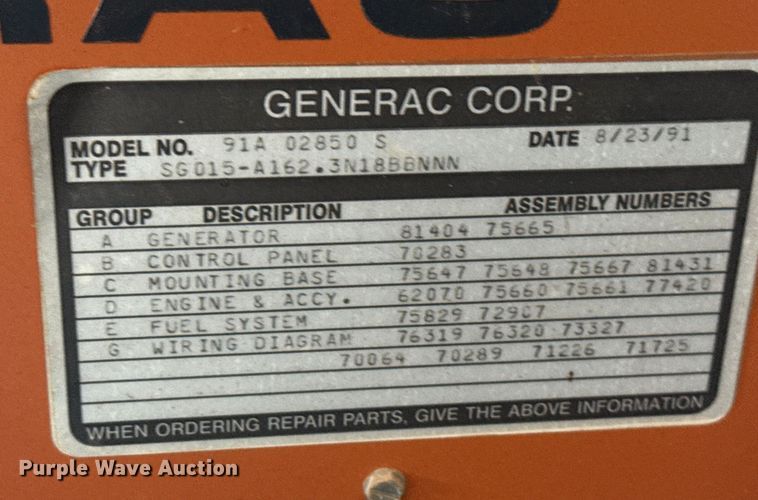 GENERAC CORP.
MODEL NO. 91A 02850 S DATE 8/23/91
TYPE SG015-A162.3N18BBNNN
GROUP DESCRIPTION ASSEMBLY NUMBERS
A GENERATOR 81404 75665
B CONTROL PANEL 70283
C MOUNTING BASE 75647 75648 75667 81431
D ENGINE & ACCY. 62070 75660 75661 77420
E FUEL SYSTEM 75829 72907
G WIRING DIAGRAM 76319 76320 73327
70064 70289 71226 71725
WHEN ORDERING REPAIR PARTS, GIVE THE ABOVE INFORMATION
Purple Wave Auction